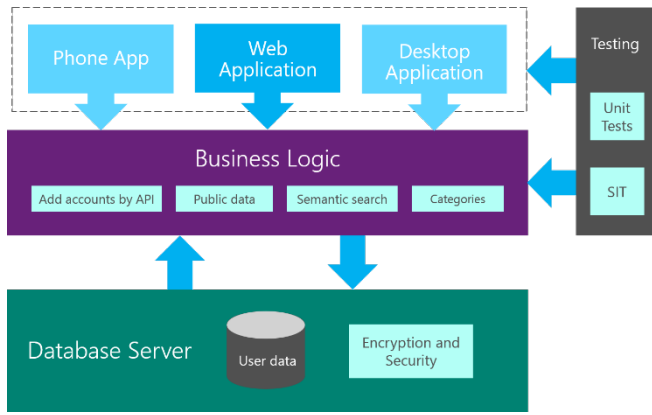 Phone App
Web
Application
Desktop
Application
Testing
Unit
Tests
SIT
Business Logic
Add accounts by API
Public data
Semantic search
Categories
Database Server
User data
Encryption and
Security